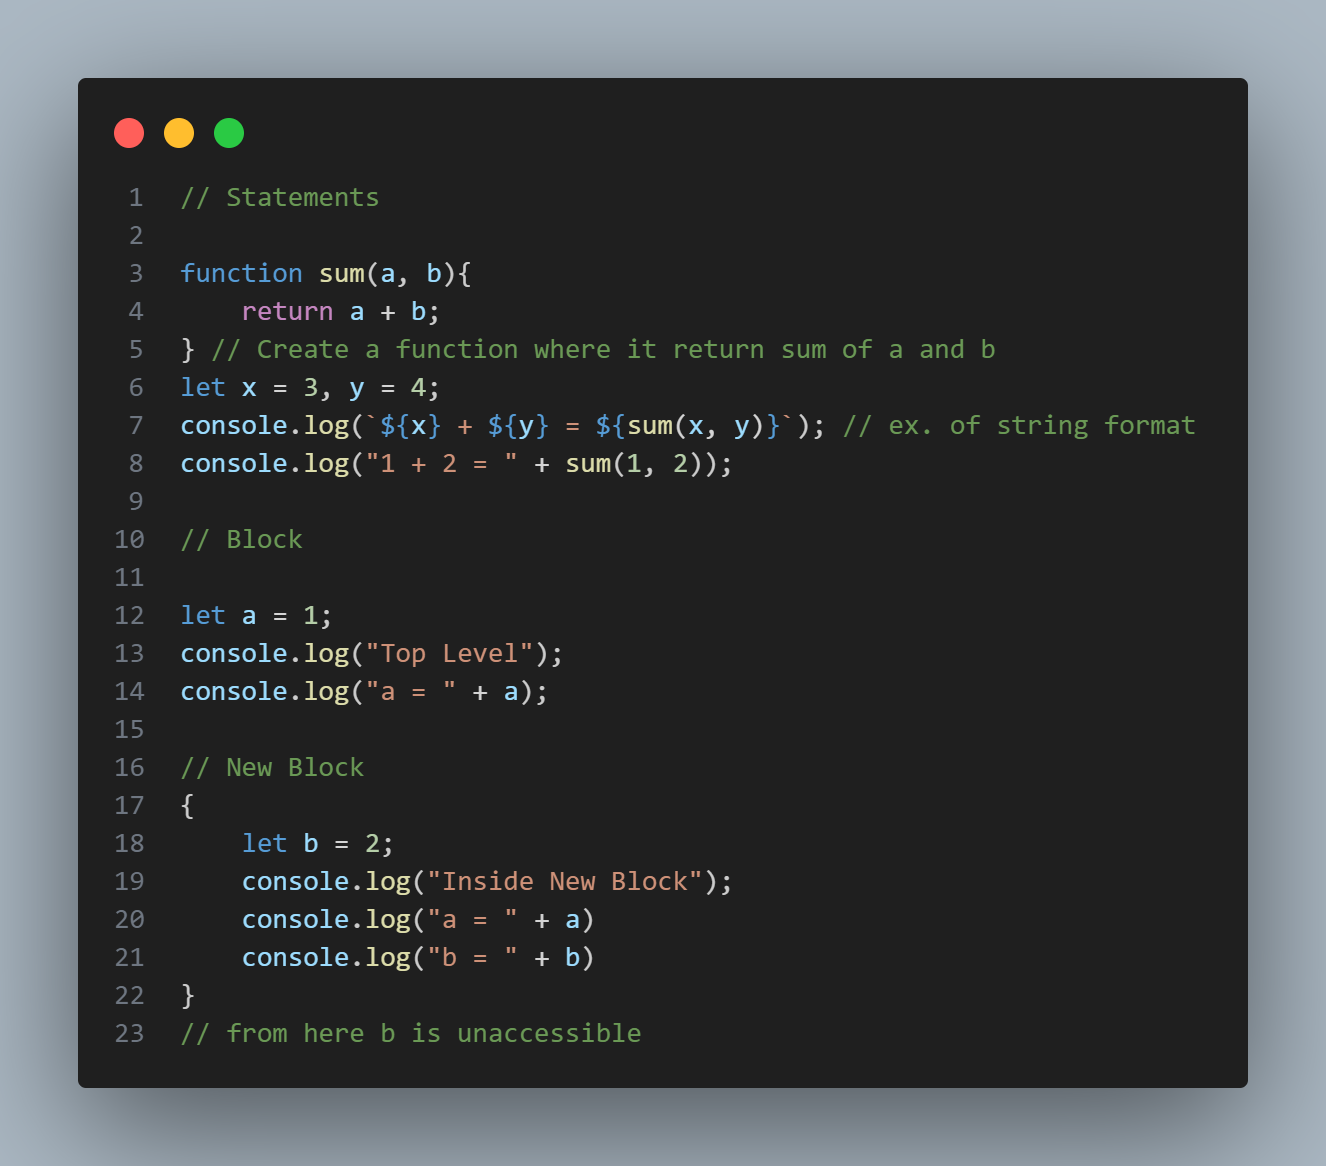 1 // Statements
2
3 function sum(a, b){
4     return a + b;
5 } // Create a function where it return sum of a and b
6 let x = 3, y = 4;
7 console.log(`${x} + ${y} = ${sum(x, y)}`); // ex. of string format
8 console.log("1 + 2 = " + sum(1, 2));
9
10 // Block
11
12 let a = 1;
13 console.log("Top Level");
14 console.log("a = " + a);
15
16 // New Block
17 {
18     let b = 2;
19     console.log("Inside New Block");
20     console.log("a = " + a)
21     console.log("b = " + b)
22 }
23 // from here b is unaccessible